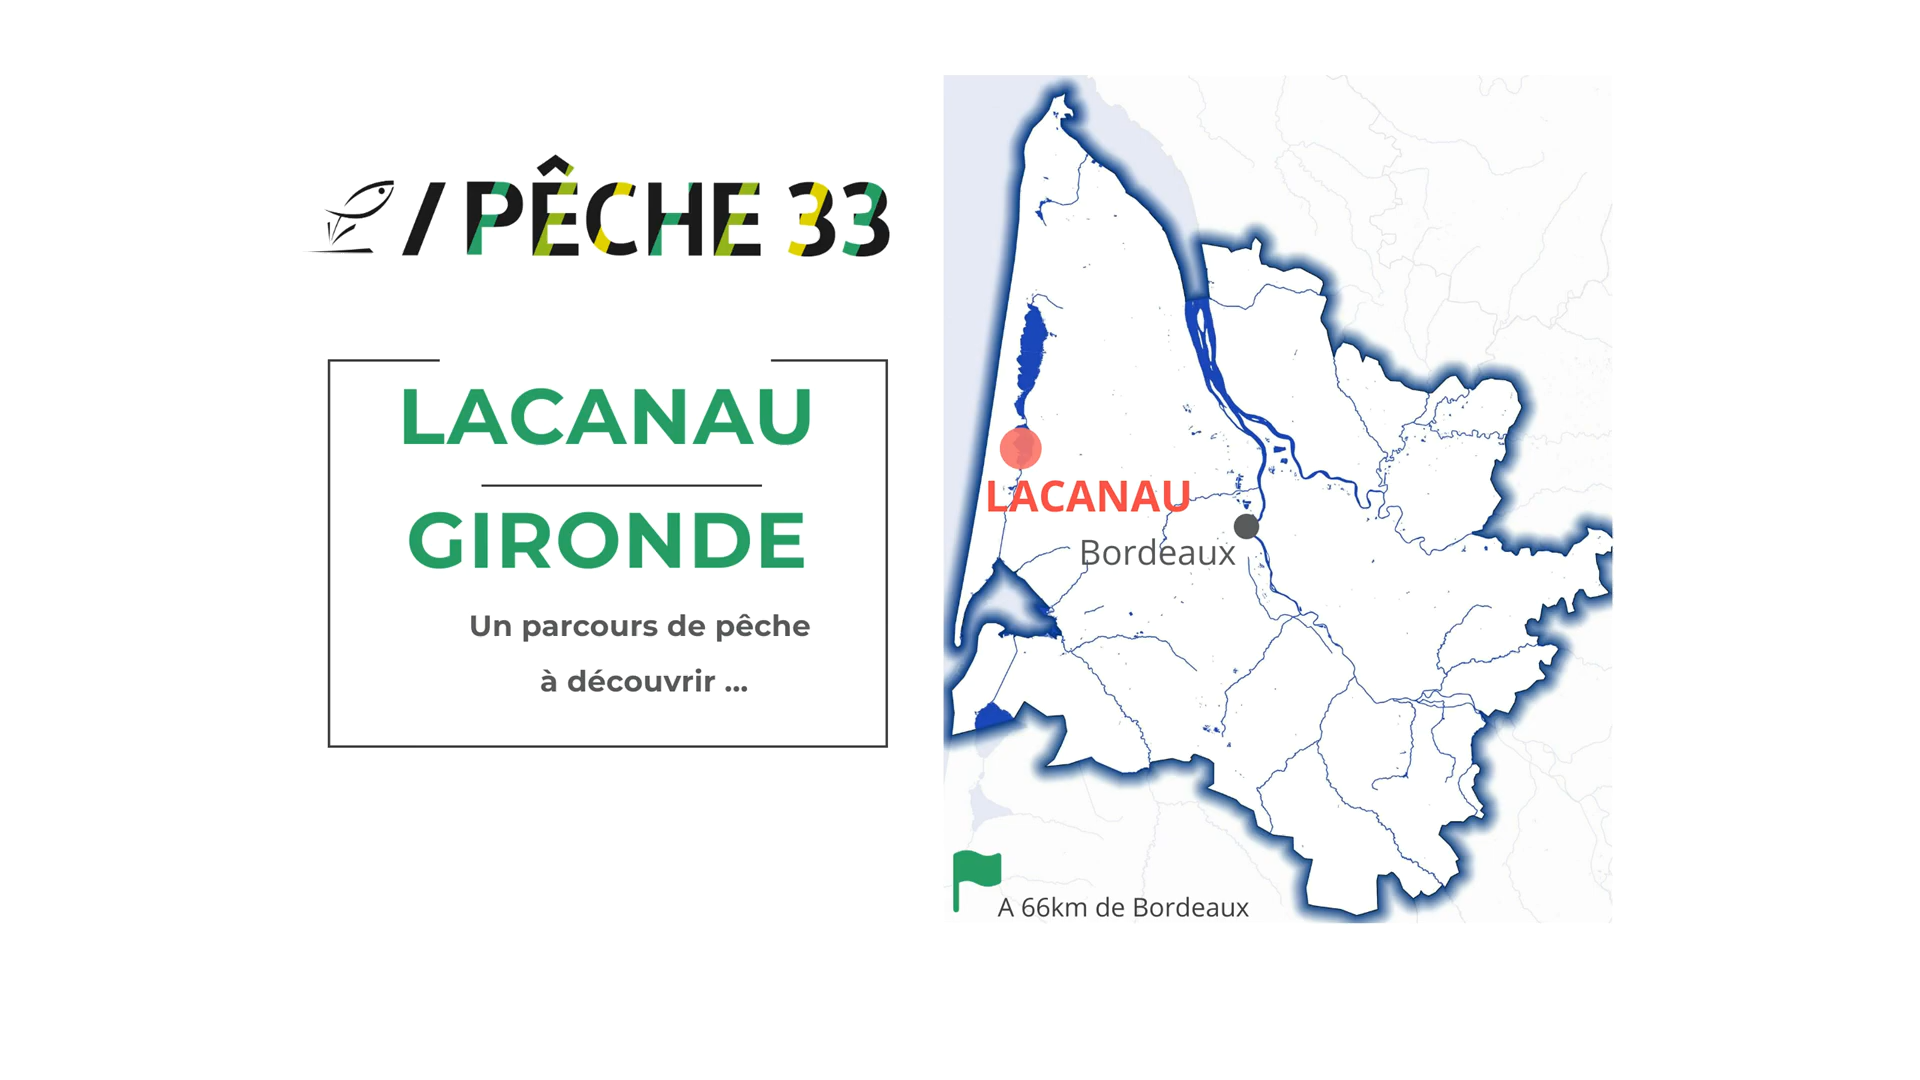 / PÊCHE 33
LACANAU
GIRONDE
Un parcours de pêche
à découvrir ...
LACANAU
Bordeaux
A 66km de Bordeaux